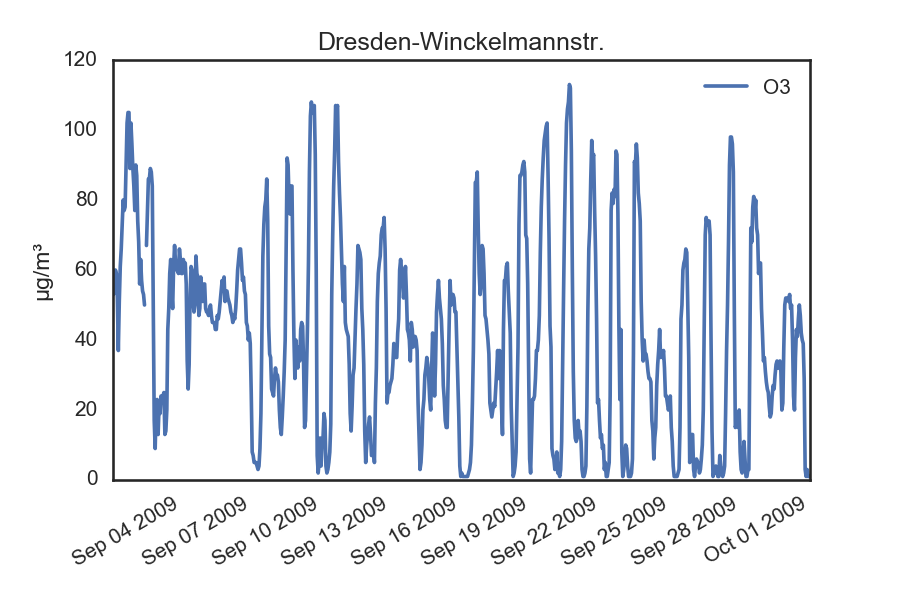 Dresden-Winckelmannstr.
120
100
80
60
40
20
0
µg/m³
O3
Sep 04 2009
Sep 07 2009
Sep 10 2009
Sep 13 2009
Sep 16 2009
Sep 19 2009
Sep 22 2009
Sep 25 2009
Sep 28 2009
Oct 01 2009